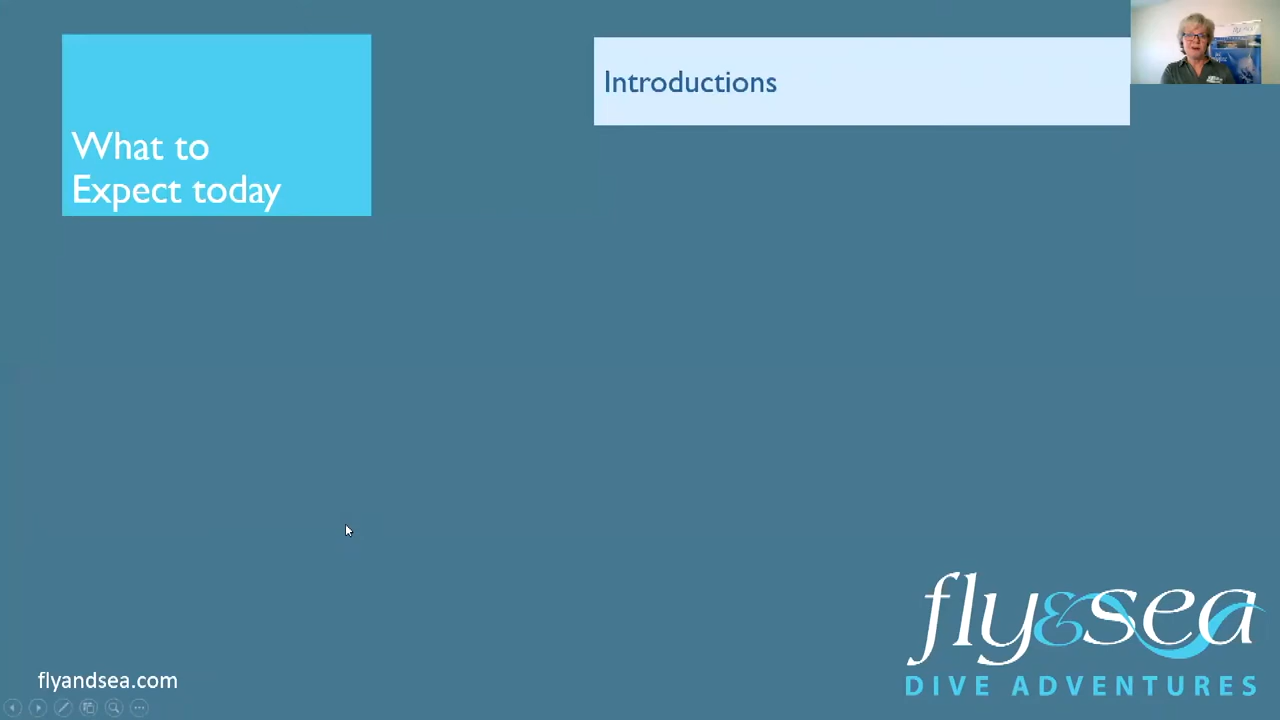 What to
Expect today
Introductions
fly&sea
DIVE ADVENTURES
flyandsea.com